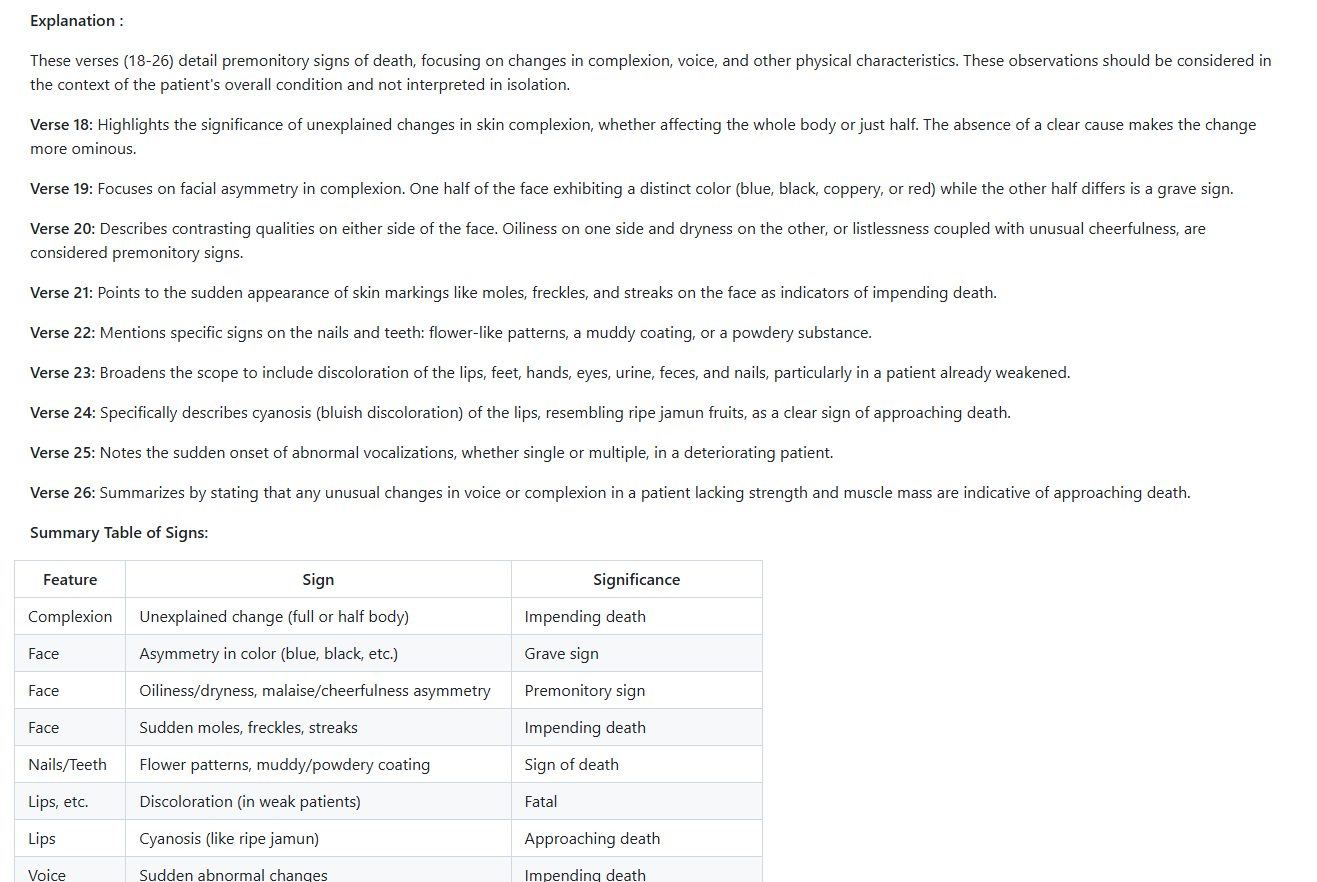 Explanation :
These verses (18-26) detail premonitory signs of death, focusing on changes in complexion, voice, and other physical characteristics. These observations should be considered in
the context of the patient's overall condition and not interpreted in isolation.
Verse 18: Highlights the significance of unexplained changes in skin complexion, whether affecting the whole body or just half. The absence of a clear cause makes the change
more ominous.
Verse 19: Focuses on facial asymmetry in complexion. One half of the face exhibiting a distinct color (blue, black, coppery, or red) while the other half differs is a grave sign.
Verse 20: Describes contrasting qualities on either side of the face. Oiliness on one side and dryness on the other, or listlessness coupled with unusual cheerfulness, are
considered premonitory signs.
Verse 21: Points to the sudden appearance of skin markings like moles, freckles, and streaks on the face as indicators of impending death.
Verse 22: Mentions specific signs on the nails and teeth: flower-like patterns, a muddy coating, or a powdery substance.
Verse 23: Broadens the scope to include discoloration of the lips, feet, hands, eyes, urine, feces, and nails, particularly in a patient already weakened.
Verse 24: Specifically describes cyanosis (bluish discoloration) of the lips, resembling ripe jamun fruits, as a clear sign of approaching death.
Verse 25: Notes the sudden onset of abnormal vocalizations, whether single or multiple, in a deteriorating patient.
Verse 26: Summarizes by stating that any unusual changes in voice or complexion in a patient lacking strength and muscle mass are indicative of approaching death.
Summary Table of Signs:
Feature Sign Significance
Complexion Unexplained change (full or half body) Impending death
Face Asymmetry in color (blue, black, etc.) Grave sign
Face Oiliness/dryness, malaise/cheerfulness asymmetry Premonitory sign
Face Sudden moles, freckles, streaks Impending death
Nails/Teeth Flower patterns, muddy/powdery coating Sign of death
Lips, etc. Discoloration (in weak patients) Fatal
Lips Cyanosis (like ripe jamun) Approaching death
Voice Sudden abnormal changes Impending death